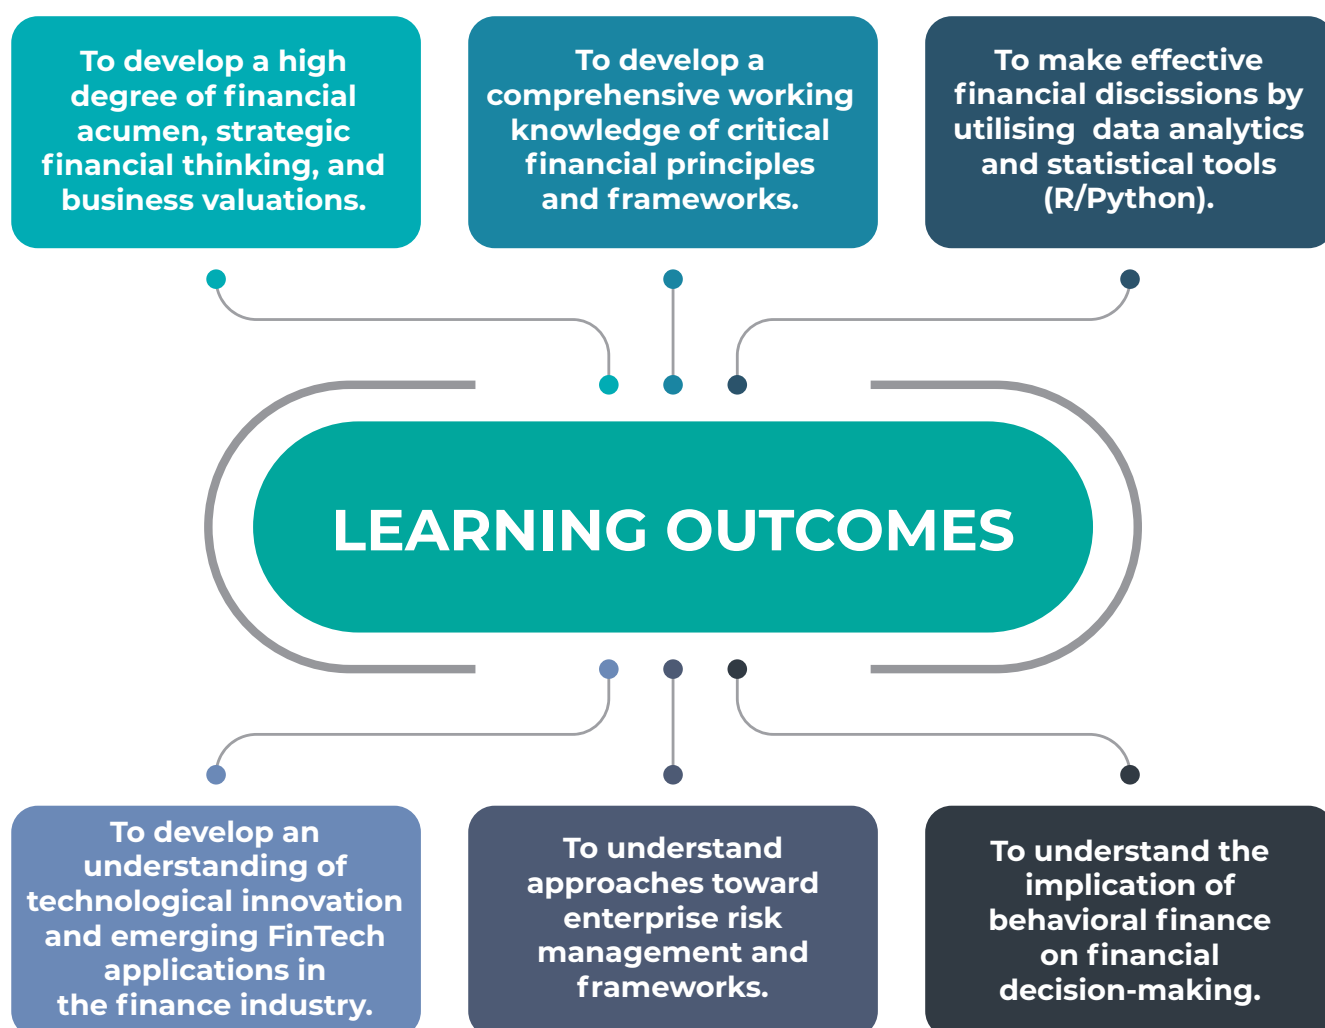 To develop a high
degree of financial
acumen, strategic
financial thinking, and
business valuations.
To develop a
comprehensive working
knowledge of critical
financial principles
and frameworks.
To make effective
financial discissions by
utilising  data analytics
and statistical tools
(R/Python).
LEARNING OUTCOMES
To develop an
understanding of
technological innovation
and emerging FinTech
applications in
the finance industry.
To understand
approaches toward
enterprise risk
management and
frameworks.
To understand the
implication of
behavioral finance
on financial
decision-making.